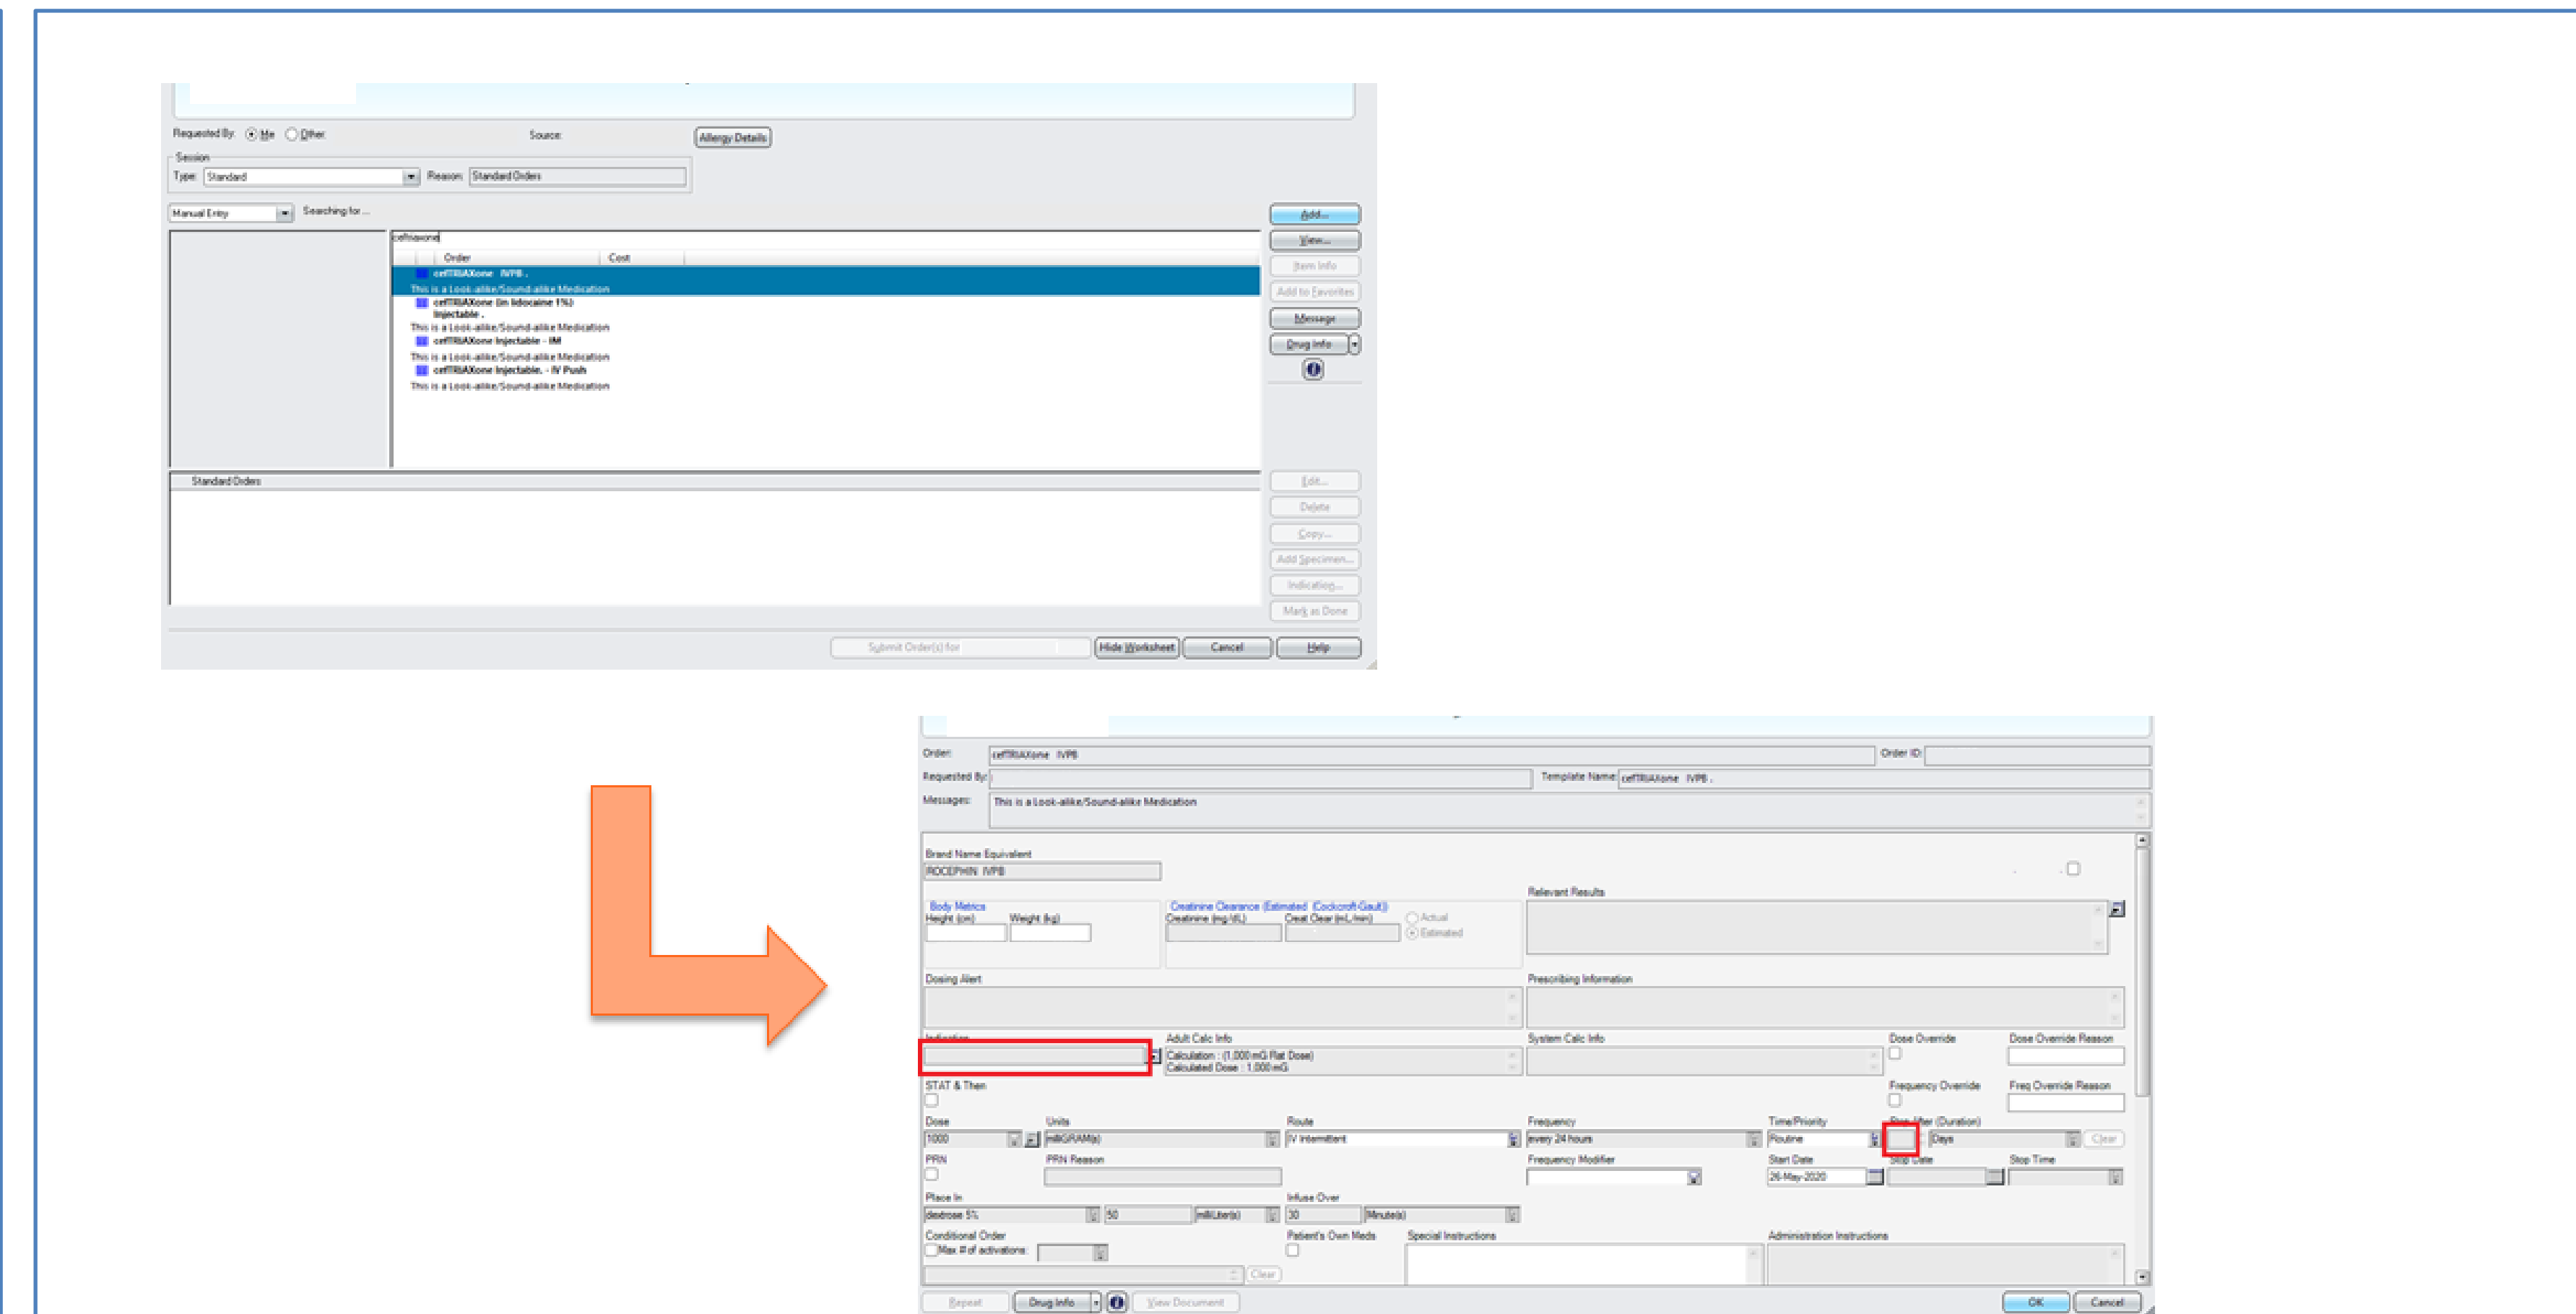 Requested By: Me Other: Source: Allergy Details
Session
Type: Standard Reason: Standard Orders
Manual Entry Searching for ...
Add...
ceftriaxone View...
Order Cost
cefTRIAXone IVPB . Item Info
This is a Look-alike/Sound-alike Medication Add to Favorites
cefTRIAXone (in lidocaine 1%)
Injectable . Message
This is a Look-alike/Sound-alike Medication
cefTRIAXone Injectable - IM Drug Info
This is a Look-alike/Sound-alike Medication
cefTRIAXone Injectable. - IV Push
This is a Look-alike/Sound-alike Medication
Standard Orders Edit...
Delete
Copy...
Add Specimen...
Indication...
Mark as Done
Submit Order(s) for Hide Worksheet Cancel Help
Order: cefTRIAXone IVPB Order ID:
Requested By: Template Name: cefTRIAXone IVPB .
Messages: This is a Look-alike/Sound-alike Medication
Brand Name Equivalent
ROCEPHIN IVPB
Relevant Results
Body Metrics Creatinine Clearance (Estimated (Cockcroft-Gault))
Height (cm) Weight (kg) Creatinine (mg/dL) Creat Clear (mL/min) Actual
Estimated
Dosing Alert Prescribing Information
Indication Adult Calc Info System Calc Info Dose Override Dose Override Reason
Calculation : (1,000 mG Flat Dose)
Calculated Dose : 1,000 mG
STAT & Then Frequency Override Freq Override Reason
Dose Units Route Frequency Time/Priority Stop After (Duration)
1000 milliGRAM(s) IV Intermittent every 24 hours Routine Days Clear
PRN PRN Reason Frequency Modifier Start Date Stop Date Stop Time
26-May-2020
Place In Infuse Over
dextrose 5% 50 milliLiter(s) 30 Minute(s)
Conditional Order Patient's Own Meds Special Instructions Administration Instructions
Max # of activations:
Clear
Repeat Drug Info View Document OK Cancel